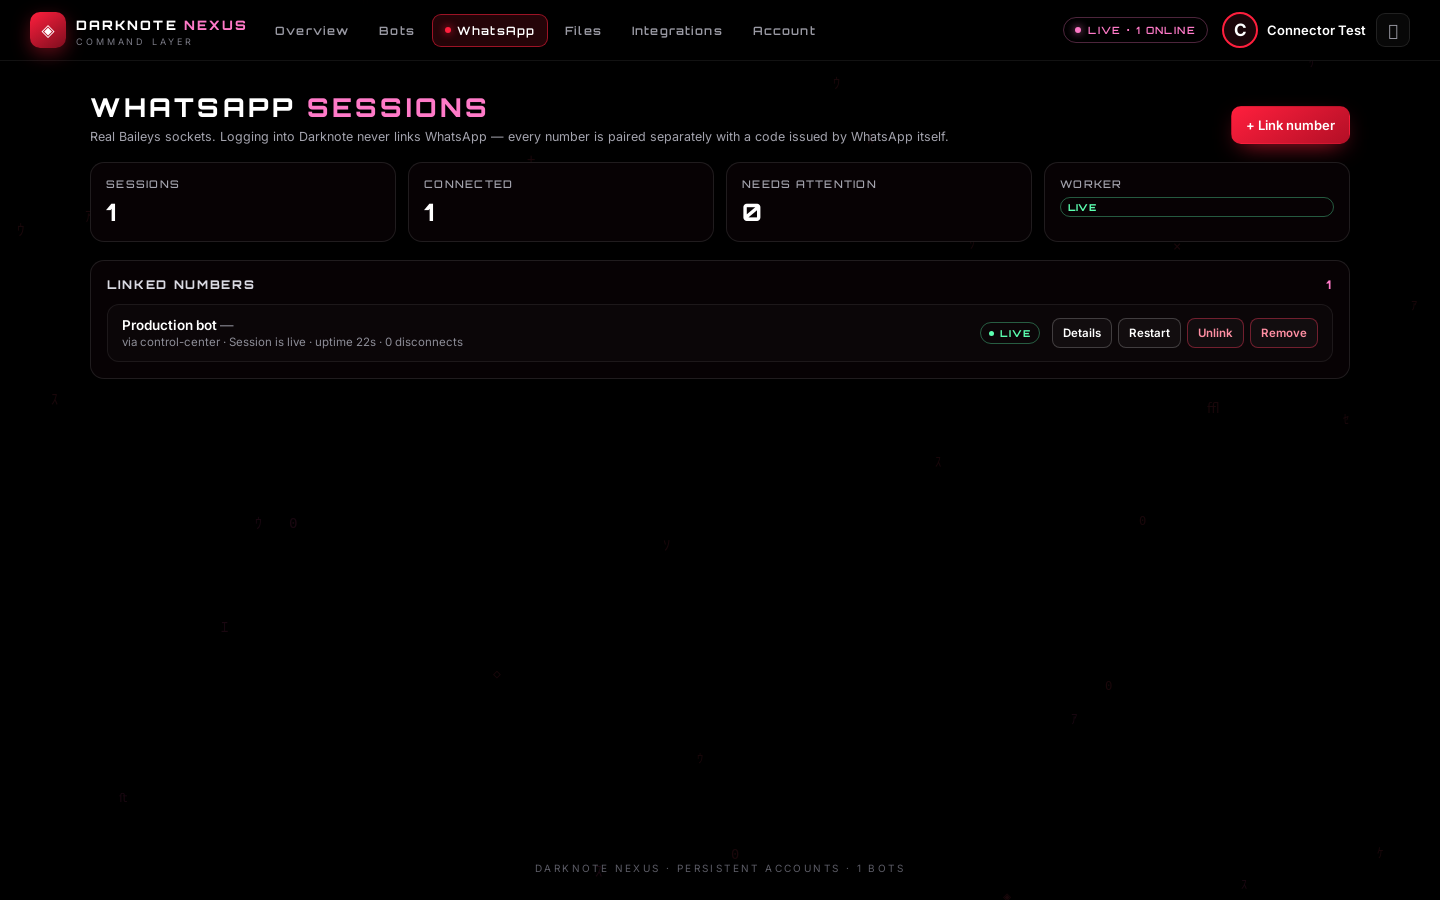 DARKNOTE NEXUS
COMMAND LAYER
Overview
Bots
WhatsApp
Files
Integrations
Account
LIVE · 1 ONLINE
C
Connector Test
WHATSAPP SESSIONS
Real Baileys sockets. Logging into Darknote never links WhatsApp — every number is paired separately with a code issued by WhatsApp itself.
+ Link number
SESSIONS
1
CONNECTED
1
NEEDS ATTENTION
0
WORKER
LIVE
LINKED NUMBERS
1
Production bot —
via control-center · Session is live · uptime 22s · 0 disconnects
LIVE
Details
Restart
Unlink
Remove
DARKNOTE NEXUS · PERSISTENT ACCOUNTS · 1 BOTS